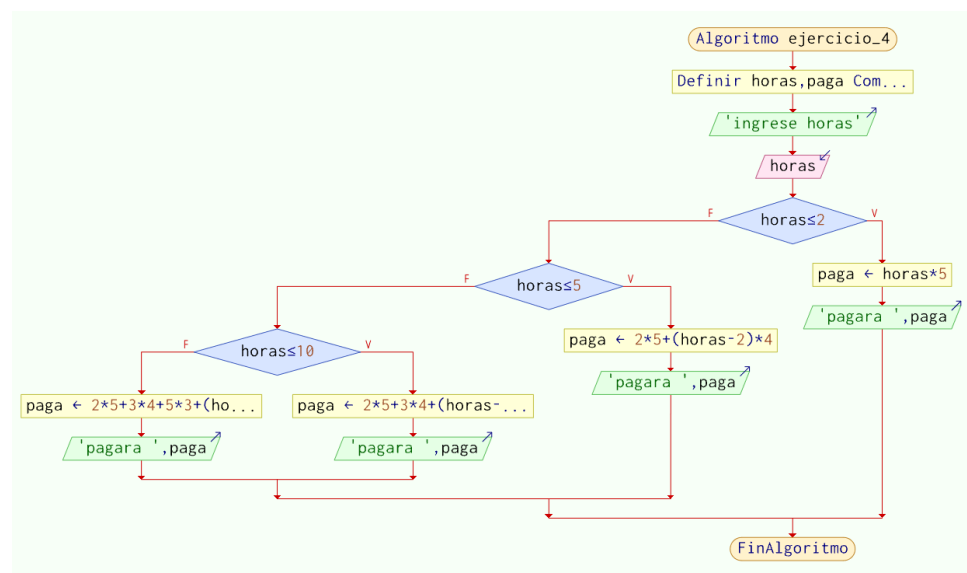 Algoritmo ejercicio_4
Definir horas,paga Com...
'ingrese horas'
horas
horas≤2
F
V
horas≤5
F
V
paga ← horas*5
'pagara ',paga
horas≤10
F
V
paga ← 2*5+(horas-2)*4
'pagara ',paga
paga ← 2*5+3*4+5*3+(ho...
paga ← 2*5+3*4+(horas-...
'pagara ',paga
'pagara ',paga
FinAlgoritmo